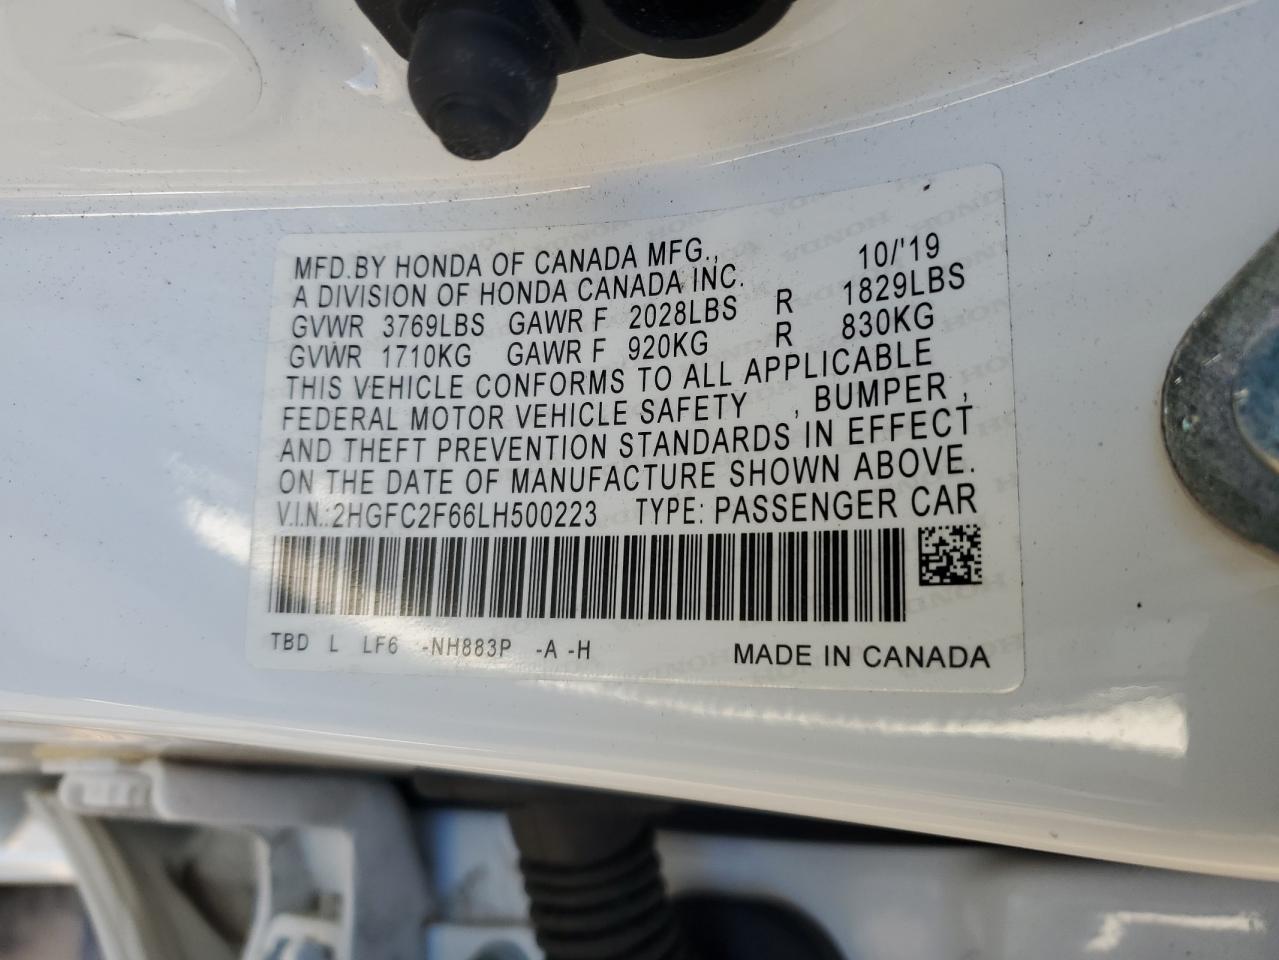 MFD.BY HONDA OF CANADA MFG., 10/'19
A DIVISION OF HONDA CANADA INC.
GVWR 3769LBS GAWR F 2028LBS R 1829LBS
GVWR 1710KG GAWR F 920KG R 830KG
THIS VEHICLE CONFORMS TO ALL APPLICABLE
FEDERAL MOTOR VEHICLE SAFETY , BUMPER ,
AND THEFT PREVENTION STANDARDS IN EFFECT
ON THE DATE OF MANUFACTURE SHOWN ABOVE.
V.I.N.:2HGFC2F66LH500223 TYPE: PASSENGER CAR
TBD L LF6 -NH883P -A -H MADE IN CANADA